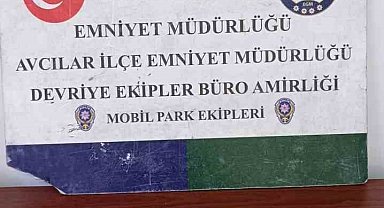 EMNİYET MÜDÜRLÜĞÜ
AVCILAR İLÇE EMNİYET MÜDÜRLÜĞÜ
DEVRİYE EKİPLER BÜRO AMİRLİĞİ
MOBİL PARK EKİPLERİ
EGM